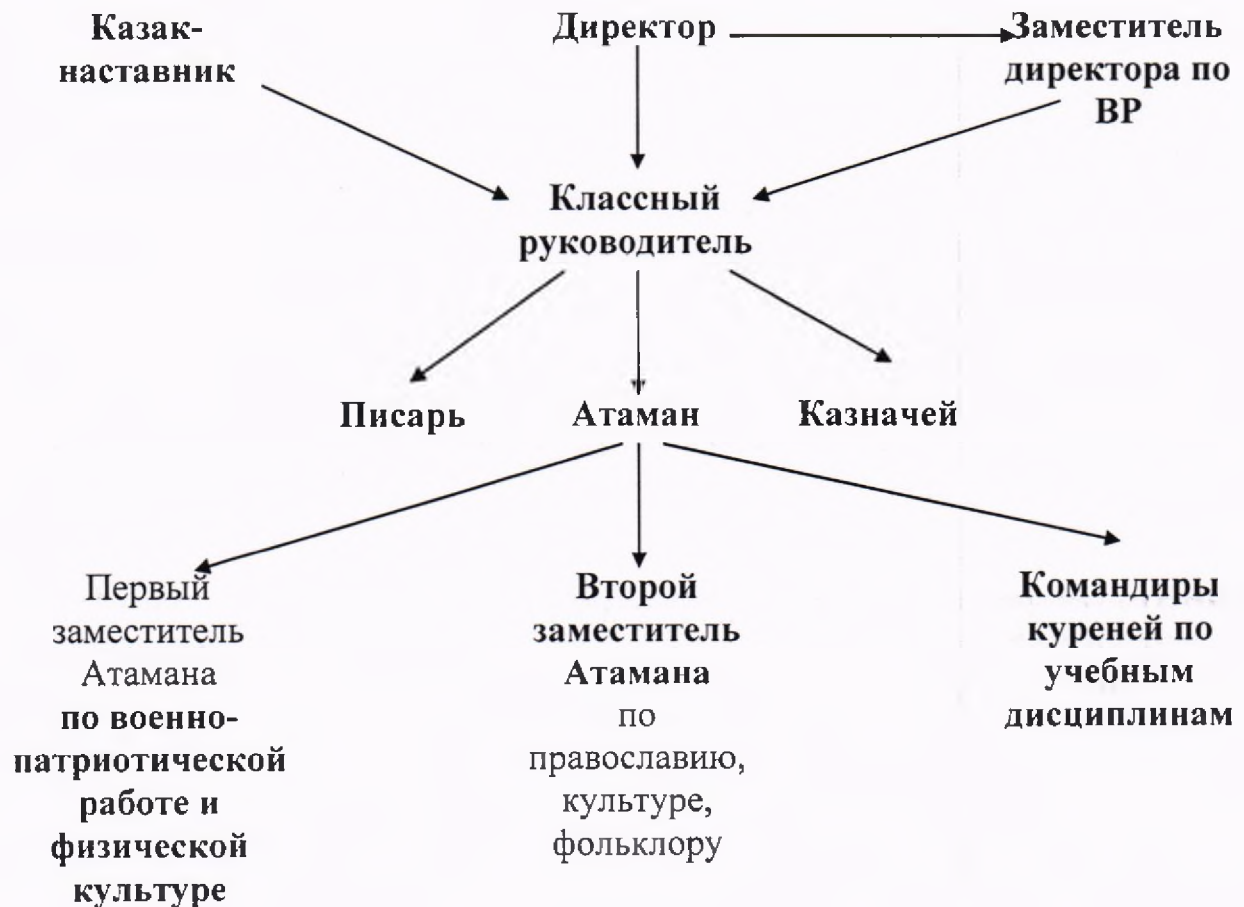 Казак-
наставник
Директор
Заместитель
директора по
ВР
Классный
руководитель
Писарь
Атаман
Казначей
Первый
заместитель
Атамана
по военно-
патриотической
работе и
физической
культуре
Второй
заместитель
Атамана
по
православию,
культуре,
фольклору
Командиры
куреней по
учебным
дисциплинам